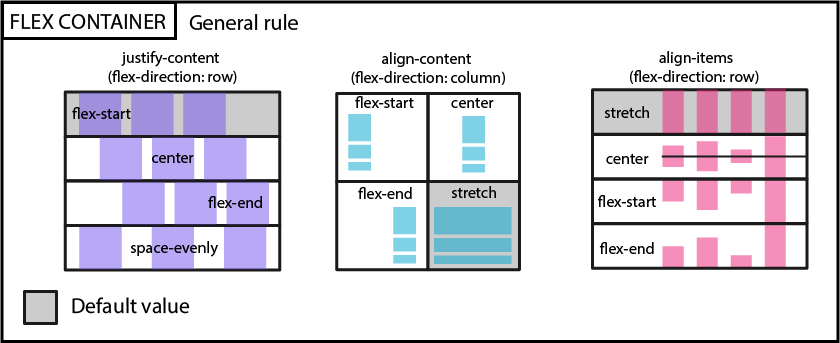 FLEX CONTAINER General rule
justify-content
(flex-direction: row)
flex-start
center
flex-end
space-evenly
align-content
(flex-direction: column)
flex-start center
flex-end stretch
align-items
(flex-direction: row)
stretch
center
flex-start
flex-end
Default value